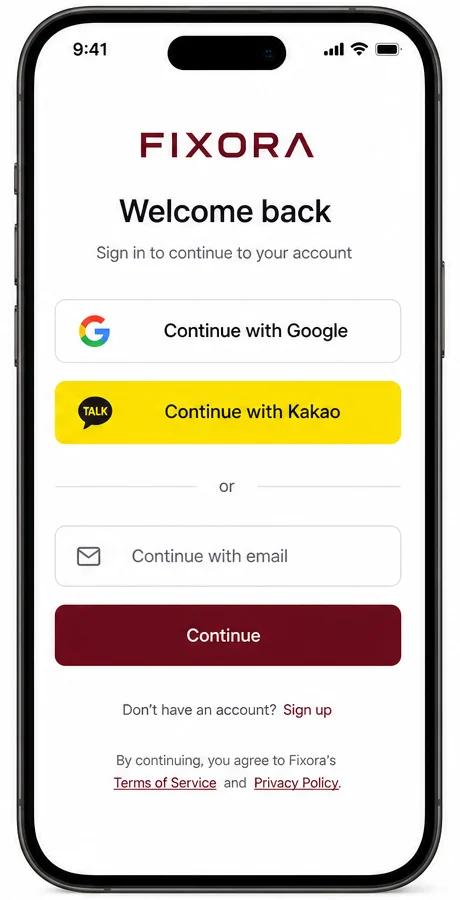 9:41
FIXORA
Welcome back
Sign in to continue to your account
Continue with Google
TALK
Continue with Kakao
or
Continue with email
Continue
Don’t have an account? Sign up
By continuing, you agree to Fixora’s
Terms of Service and Privacy Policy.